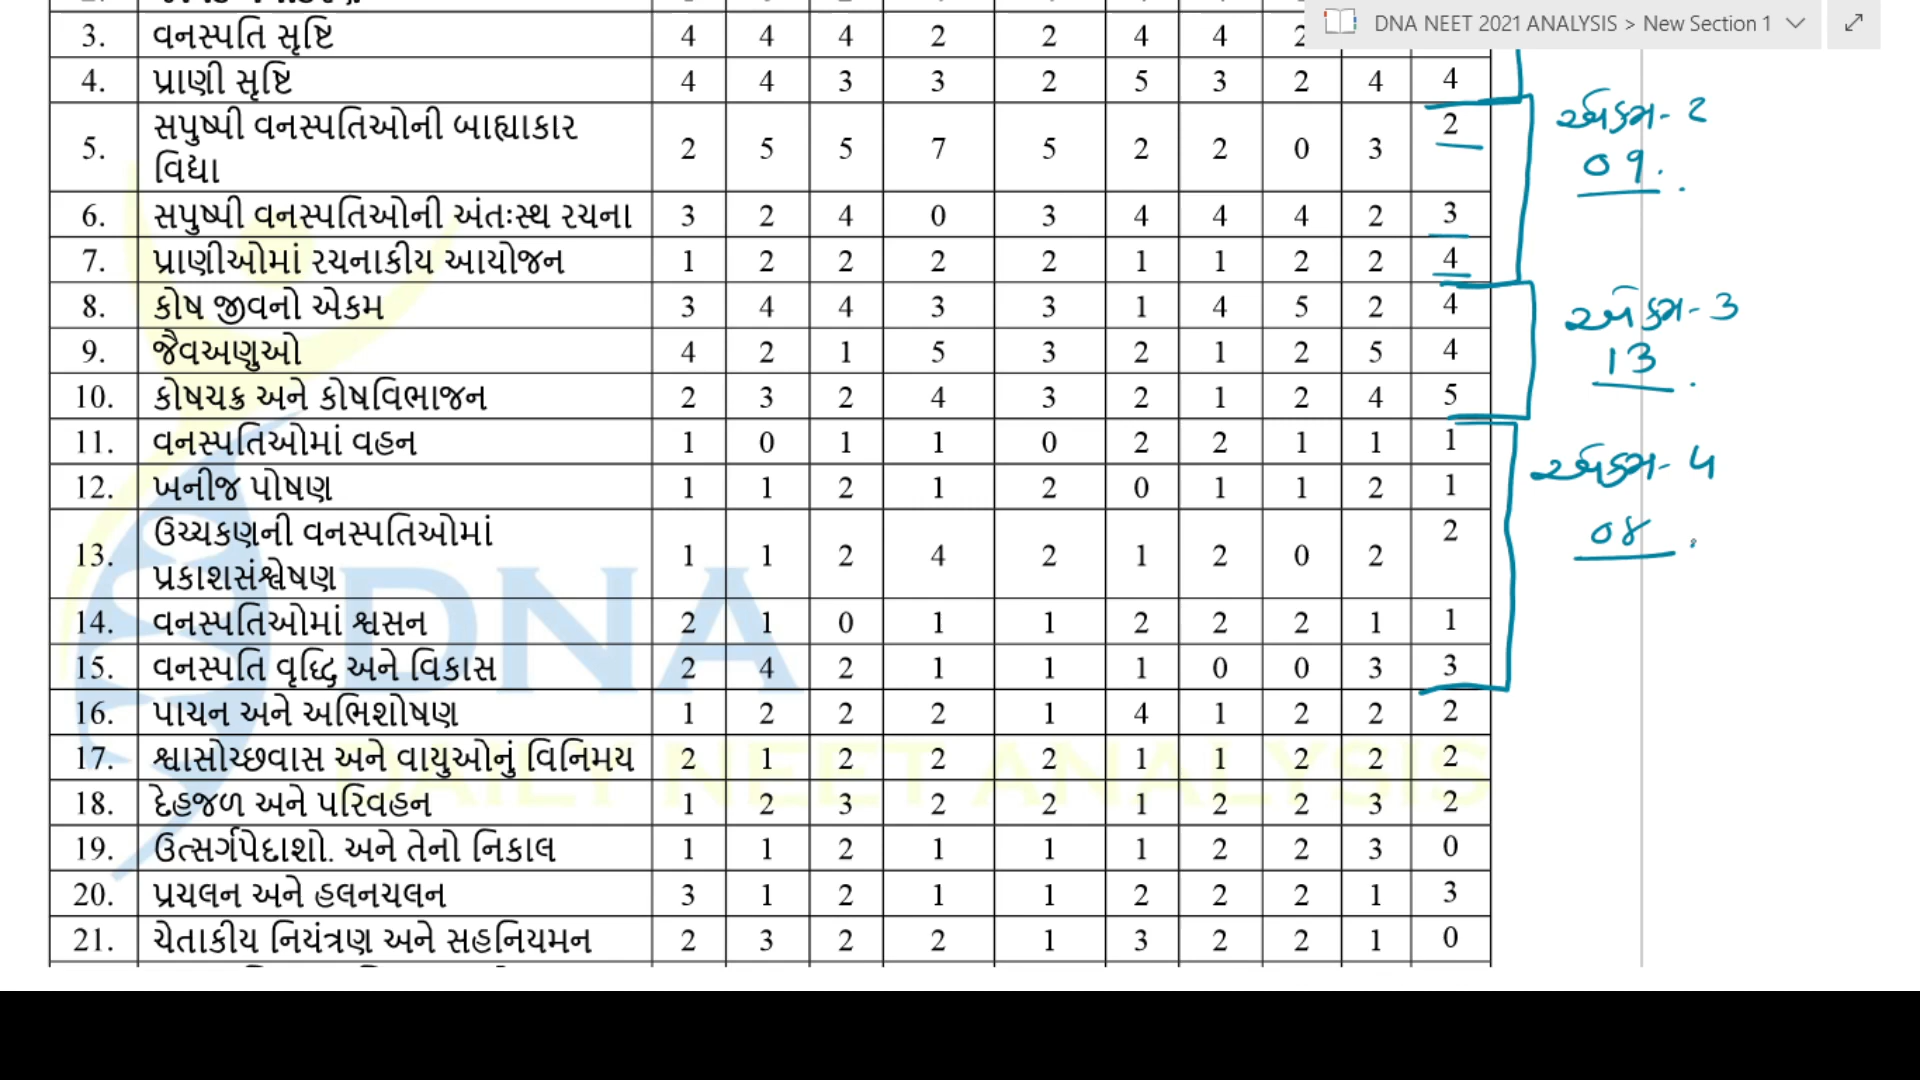 DNA NEET 2021 ANALYSIS > New Section 1
3. વનસ્પતિ સૃષ્ટિ 4 4 4 2 2 4 4 2
4. પ્રાણી સૃષ્ટિ 4 4 3 3 2 5 3 2 4 4
5. સપુષ્પી વનસ્પતિઓની બાહ્યાકાર
વિદ્યા 2 5 5 7 5 2 2 0 3 2
6. સપુષ્પી વનસ્પતિઓની અંતઃસ્થ રચના 3 2 4 0 3 4 4 4 2 3
7. પ્રાણીઓમાં રચનાકીય આયોજન 1 2 2 2 2 1 1 2 2 4
8. કોષ જીવનો એકમ 3 4 4 3 3 1 4 5 2 4
9. જૈવઅણુઓ 4 2 1 5 3 2 1 2 5 4
10. કોષચક્ર અને કોષવિભાજન 2 3 2 4 3 2 1 2 4 5
11. વનસ્પતિઓમાં વહન 1 0 1 1 0 2 2 1 1 1
12. ખનીજ પોષણ 1 1 2 1 2 0 1 1 2 1
13. ઉચ્ચકણની વનસ્પતિઓમાં
પ્રકાશસંશ્લેષણ 1 1 2 4 2 1 2 0 2 2
14. વનસ્પતિઓમાં શ્વસન 2 1 0 1 1 2 2 2 1 1
15. વનસ્પતિ વૃધ્ધિ અને વિકાસ 2 4 2 1 1 1 0 0 3 3
16. પાચન અને અભિશોષણ 1 2 2 2 1 4 1 2 2 2
17. શ્વાસોચ્છવાસ અને વાયુઓનું વિનિમય 2 1 2 2 2 1 1 2 2 2
18. દેહજળ અને પરિવહન 1 2 3 2 2 1 2 2 3 2
19. ઉત્સર્ગપેદાશો. અને તેનો નિકાલ 1 1 2 1 1 1 2 2 3 0
20. પ્રચલન અને હલનચલન 3 1 2 1 1 2 2 2 1 3
21. ચેતાકીય નિયંત્રણ અને સહનિયમન 2 3 2 2 1 3 2 2 1 0
એકમ- ૨
૦૯.
એકમ- ૩
13.
એકમ- ૫
૦૪.
DNA
DAILY NEET ANALYSIS